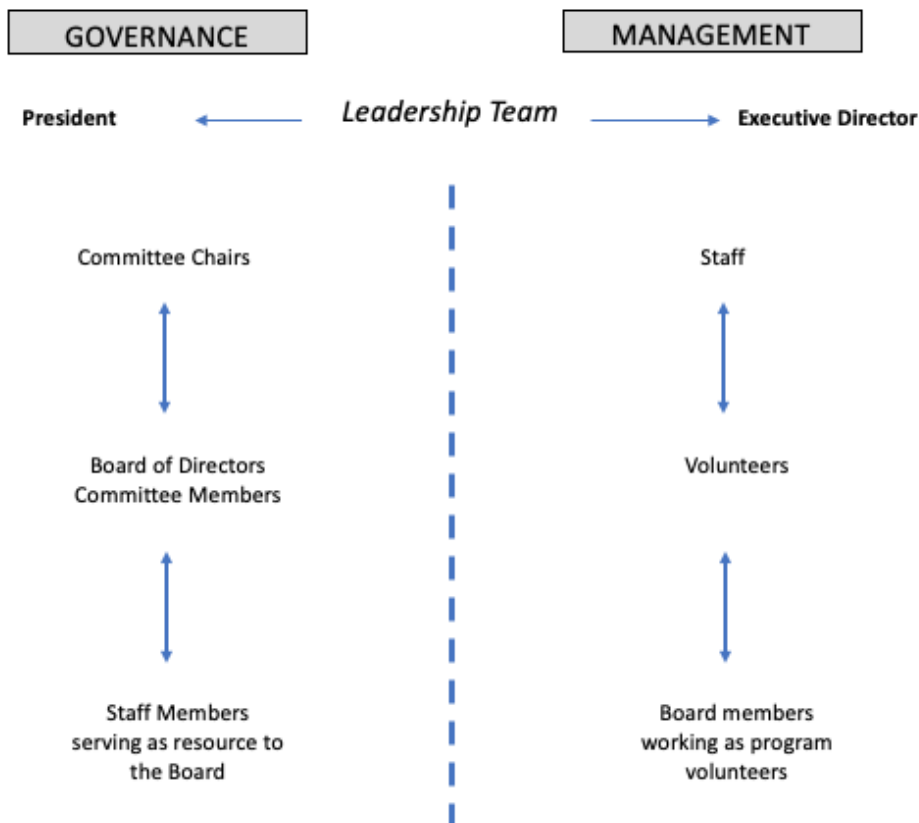 GOVERNANCE
MANAGEMENT
President
Leadership Team
Executive Director
Committee Chairs
Staff
Board of Directors
Committee Members
Volunteers
Staff Members
serving as resource to
the Board
Board members
working as program
volunteers